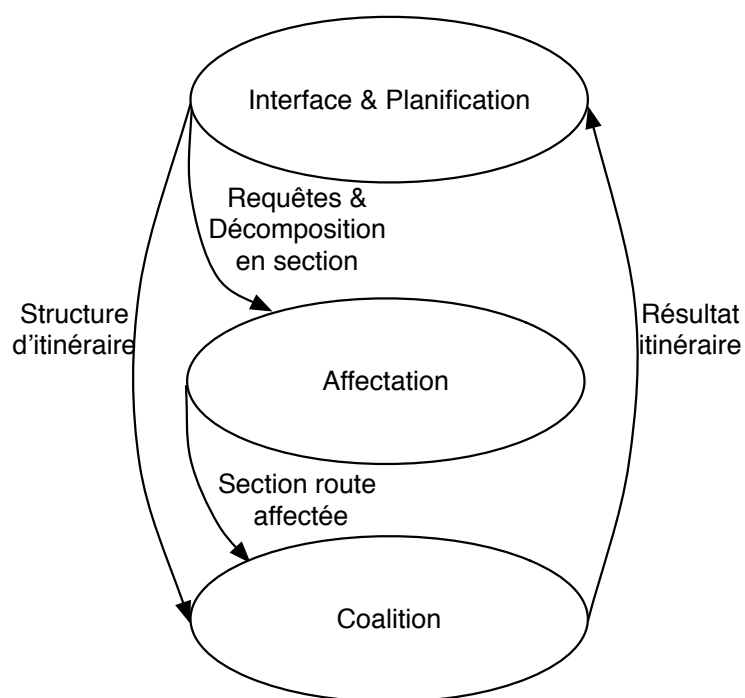 Interface & Planification
Requêtes &
Décomposition
en section
Structure
d'itinéraire
Résultat
itinéraire
Affectation
Section route
affectée
Coalition